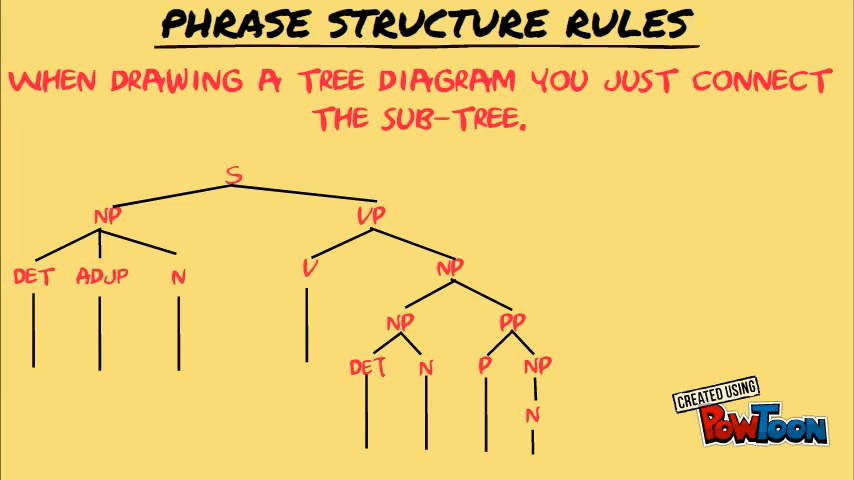 PHRASE STRUCTURE RULES
WHEN DRAWING A TREE DIAGRAM YOU JUST CONNECT
THE SUB-TREE.
S
NP VP
DET ADJP N V NP
NP PP
DET N P NP
N
CREATED USING
POWTOON